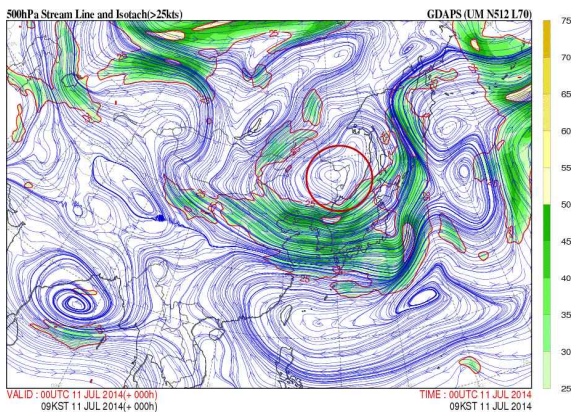 500hPa Stream Line and Isotach(>25kts)
GDAPS (UM N512 L70)
75
70
65
60
55
50
45
40
35
30
25
VALID : 00UTC 11 JUL 2014(+ 000h)
09KST 11 JUL 2014(+ 000h)
TIME : 00UTC 11 JUL 2014
09KST 11 JUL 2014